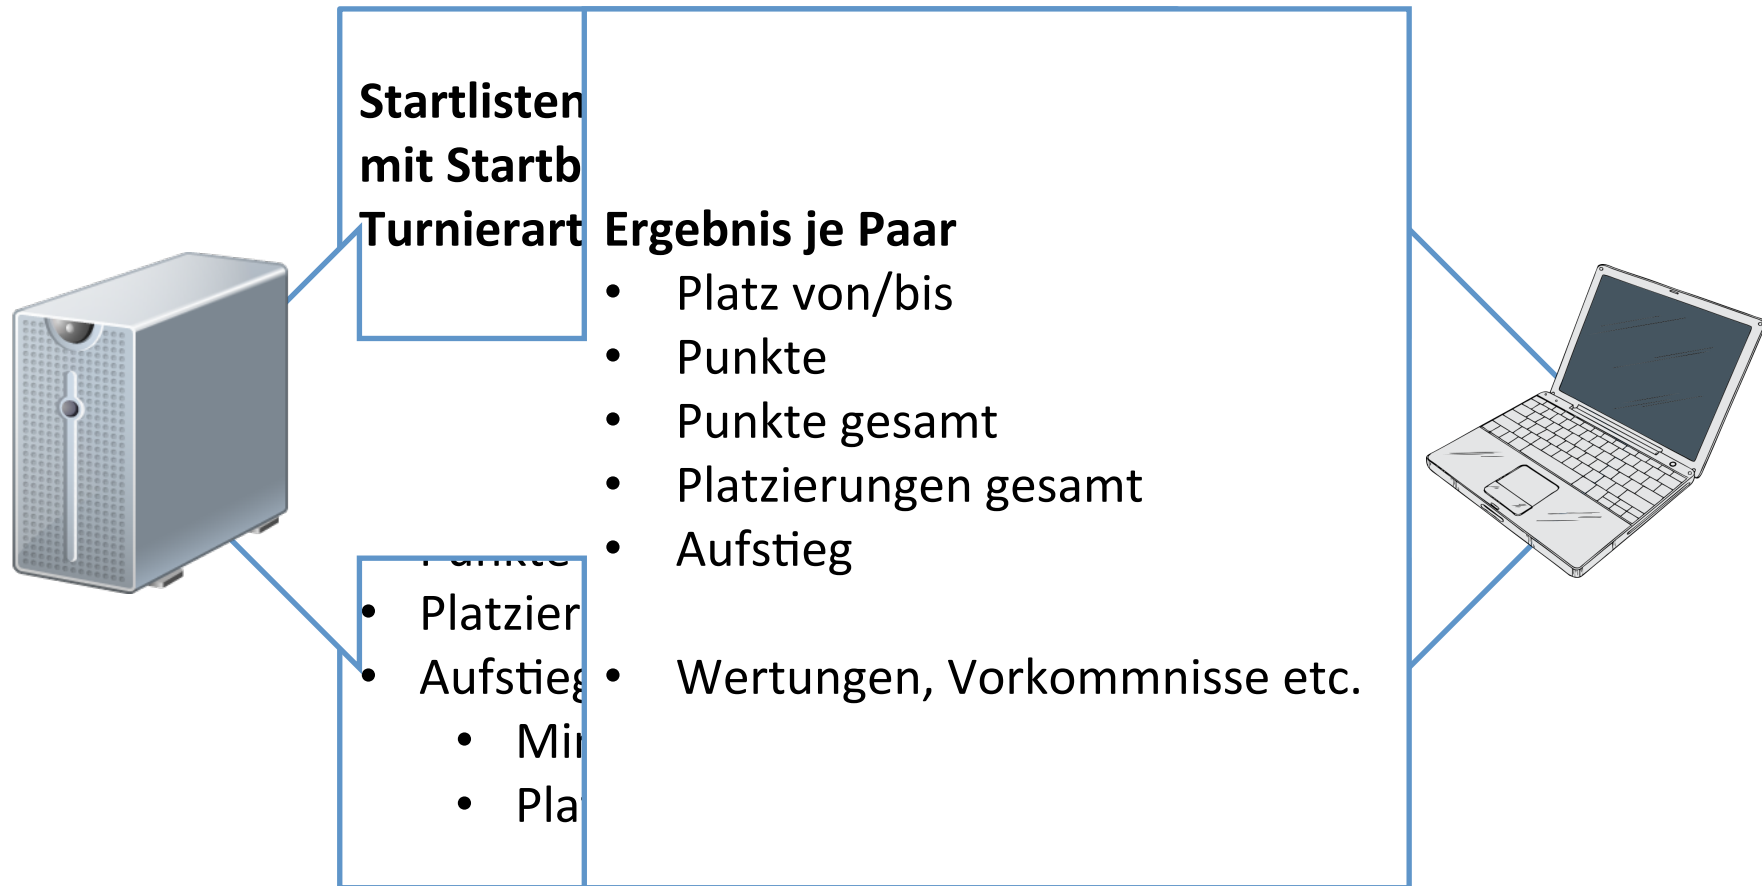 Startlisten
mit Startb
Turnierart
Platzier
Aufstieg
Ergebnis je Paar
• Platz von/bis
• Punkte
• Punkte gesamt
• Platzierungen gesamt
• Aufstieg
• Wertungen, Vorkommnisse etc.